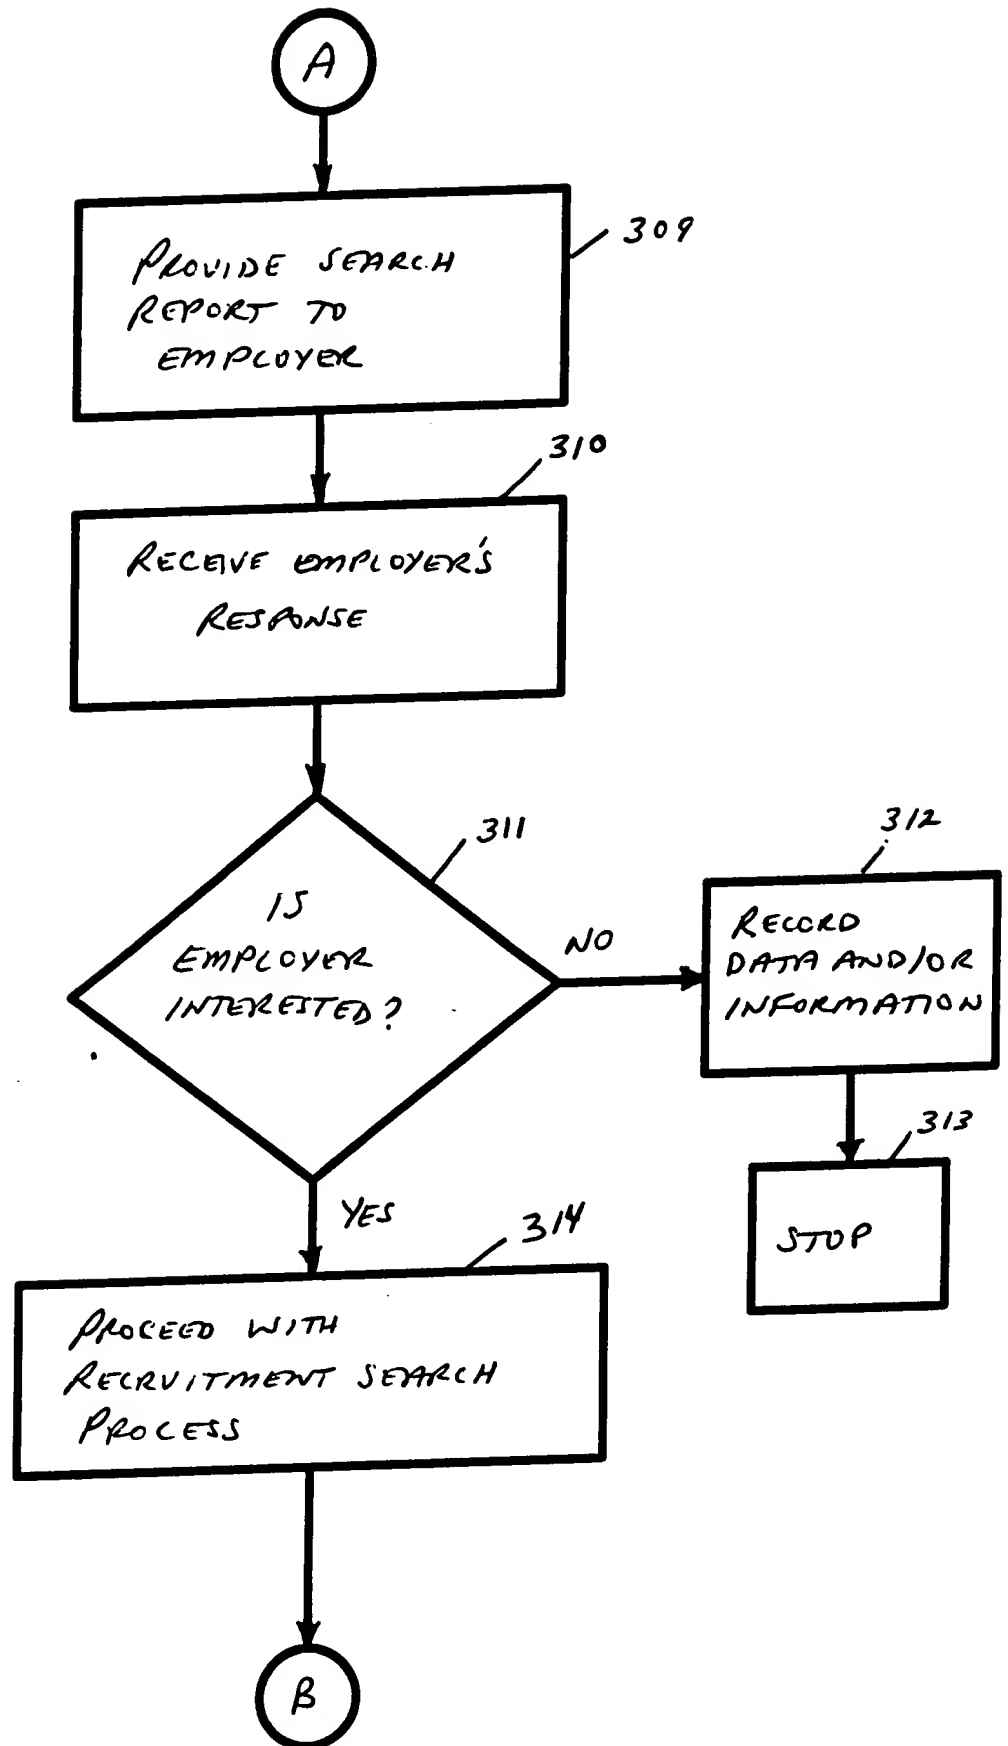 A
309
PROVIDE SEARCH
REPORT TO
EMPLOYER
310
RECEIVE EMPLOYER'S
RESPONSE
311
IS
EMPLOYER
INTERESTED?
NO
312
RECORD
DATA AND/OR
INFORMATION
313
STOP
YES
314
PROCEED WITH
RECRUITMENT SEARCH
PROCESS
B